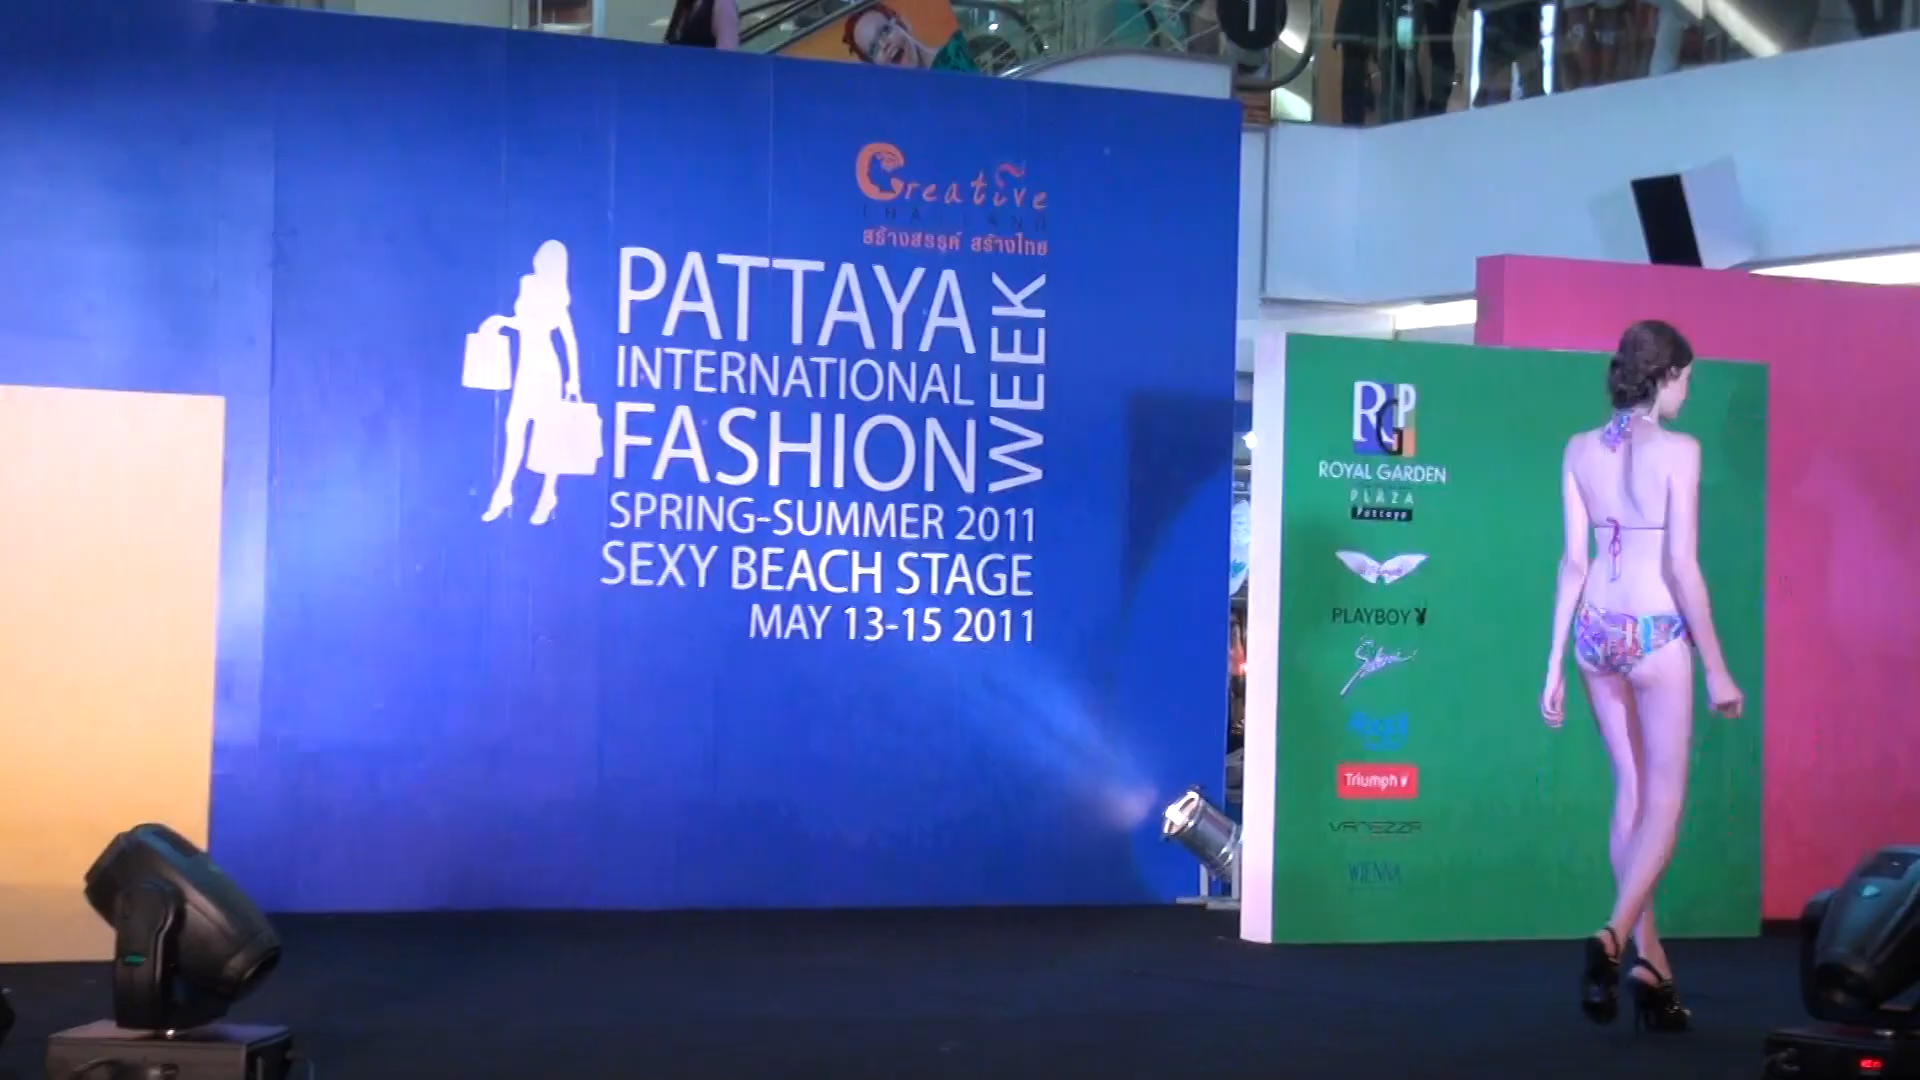 Creative
THAILAND
สร้างสรรค์ สร้างไทย
PATTAYA
INTERNATIONAL
FASHION
WEEK
SPRING-SUMMER 2011
SEXY BEACH STAGE
MAY 13-15 2011
RGP
ROYAL GARDEN
PLAZA
Pattaya
PLAYBOY
Triumph
VANEZZA
WIENNA